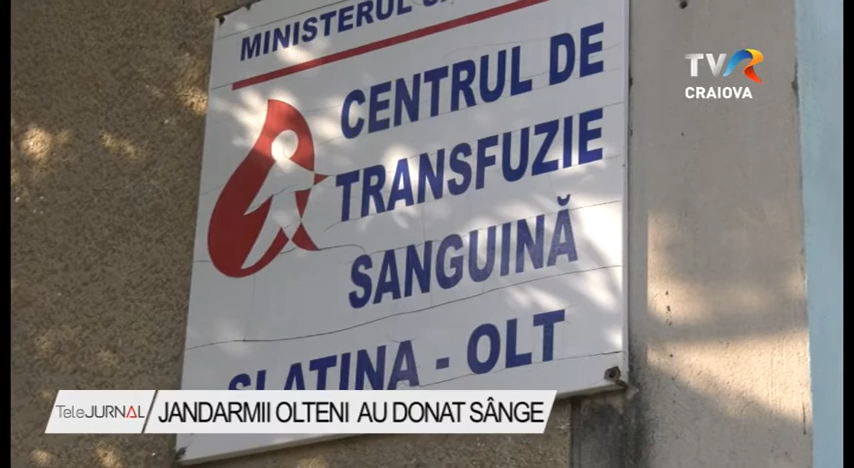 MINISTERUL
CENTRUL DE
TRANSFUZIE
SANGUINĂ
SLATINA - OLT
TVR
CRAIOVA
TeleJURNAL
JANDARMII OLTENI AU DONAT SÂNGE